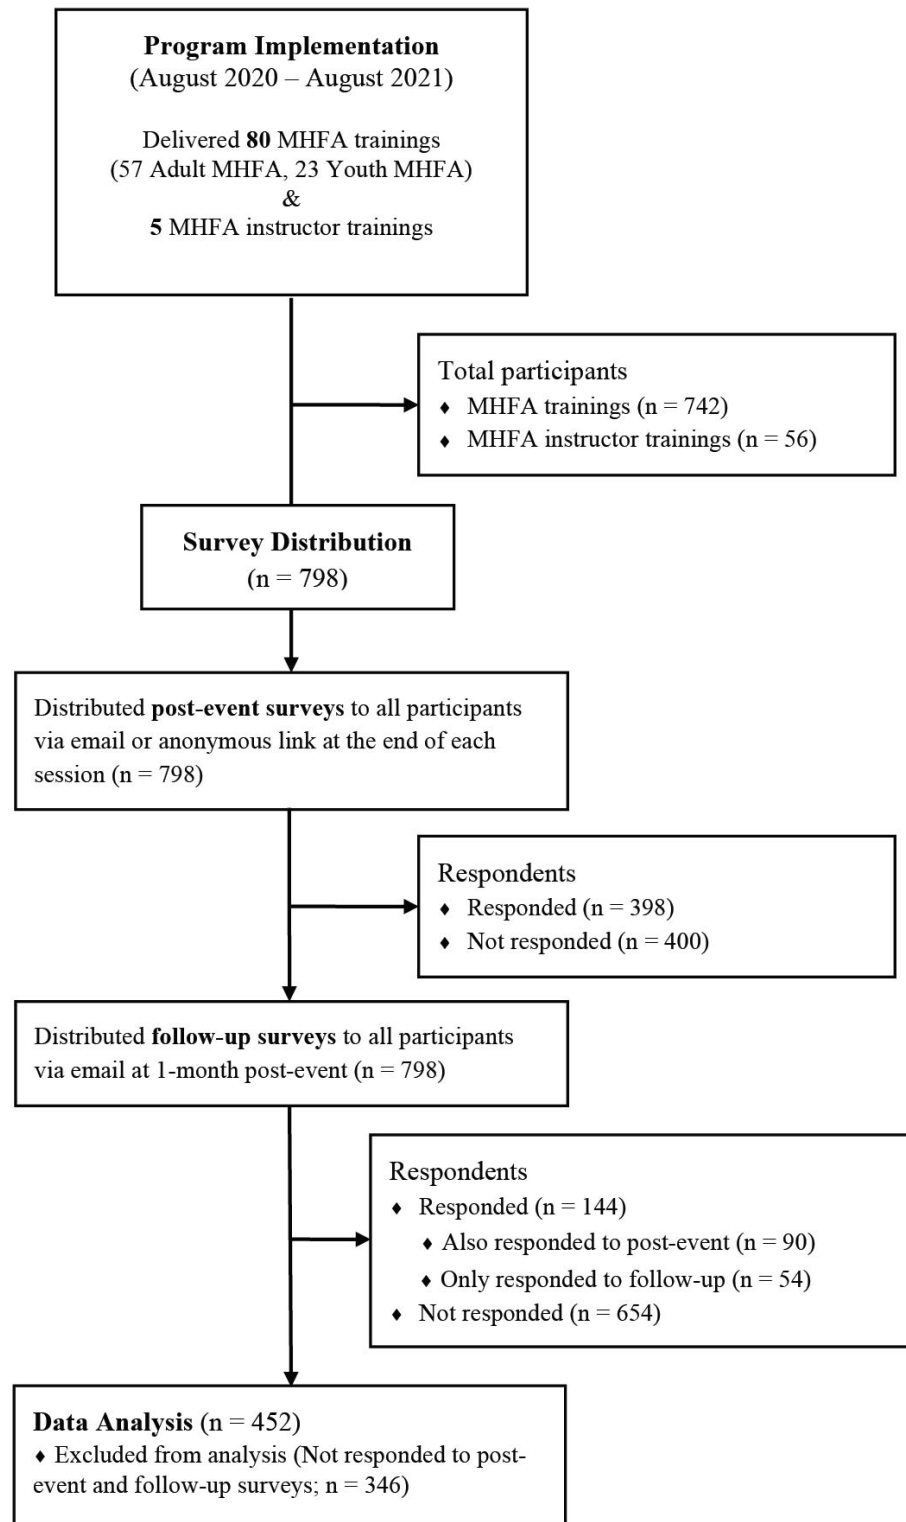 Program Implementation
(August 2020 – August 2021)
Delivered 80 MHFA trainings
(57 Adult MHFA, 23 Youth MHFA)
&
5 MHFA instructor trainings
Total participants
♦ MHFA trainings (n = 742)
♦ MHFA instructor trainings (n = 56)
Survey Distribution
(n = 798)
Distributed post-event surveys to all participants
via email or anonymous link at the end of each
session (n = 798)
Respondents
♦ Responded (n = 398)
♦ Not responded (n = 400)
Distributed follow-up surveys to all participants
via email at 1-month post-event (n = 798)
Respondents
♦ Responded (n = 144)
♦ Also responded to post-event (n = 90)
♦ Only responded to follow-up (n = 54)
♦ Not responded (n = 654)
Data Analysis (n = 452)
♦ Excluded from analysis (Not responded to post-
event and follow-up surveys; n = 346)